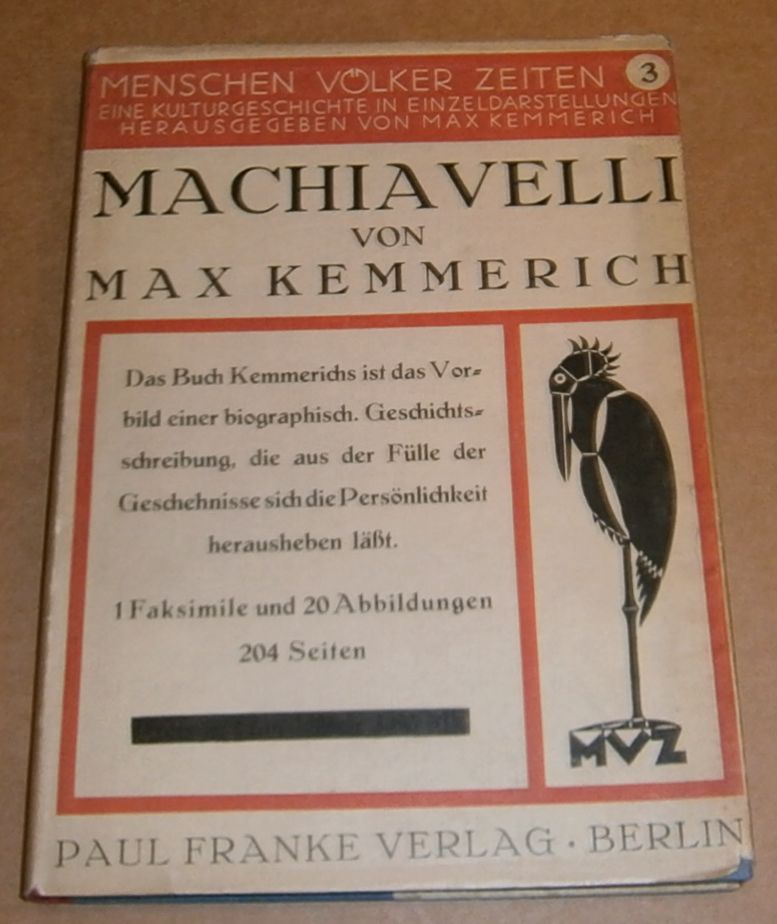 MENSCHEN VÖLKER ZEITEN 3
EINE KULTURGESCHICHTE IN EINZELDARSTELLUNGEN
HERAUSGEGEBEN VON MAX KEMMERICH
MACHIAVELLI
VON
MAX KEMMERICH
Das Buch Kemmerichs ist das Vor=
bild einer biographisch. Geschichts=
schreibung, die aus der Fülle der
Geschehnisse sich die Persönlichkeit
herausheben läßt.
1 Faksimile und 20 Abbildungen
204 Seiten
MVZ
PAUL FRANKE VERLAG · BERLIN